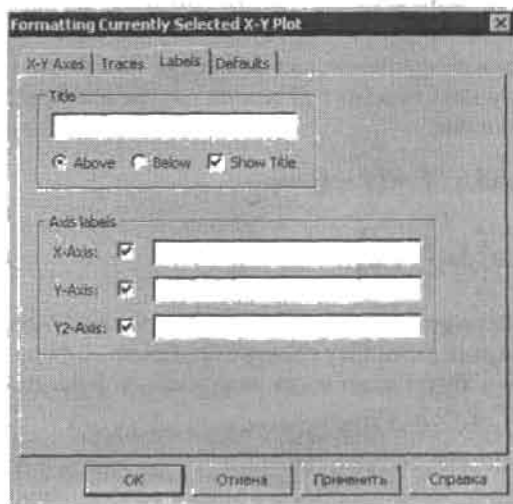 Formatting Currently Selected X-Y Plot
X-Y Axes Traces Labels Defaults
Title
Above Below Show Title
Axis labels
X-Axis:
Y-Axis:
Y2-Axis:
OK Отмена Применить Справка